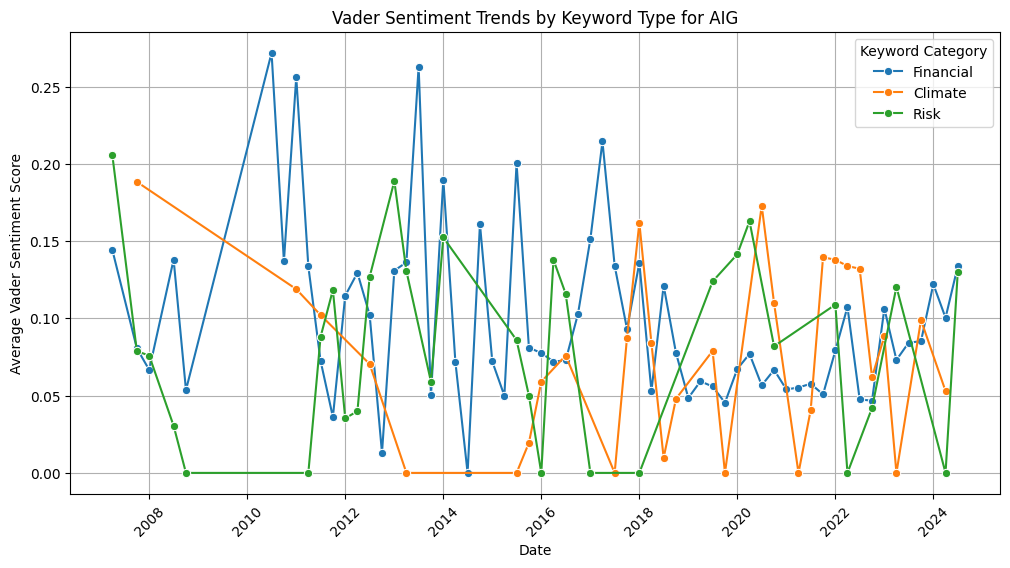 Vader Sentiment Trends by Keyword Type for AIG
Keyword Category
Financial
Climate
Risk
Average Vader Sentiment Score
0.25
0.20
0.15
0.10
0.05
0.00
2008
2010
2012
2014
2016
2018
2020
2022
2024
Date